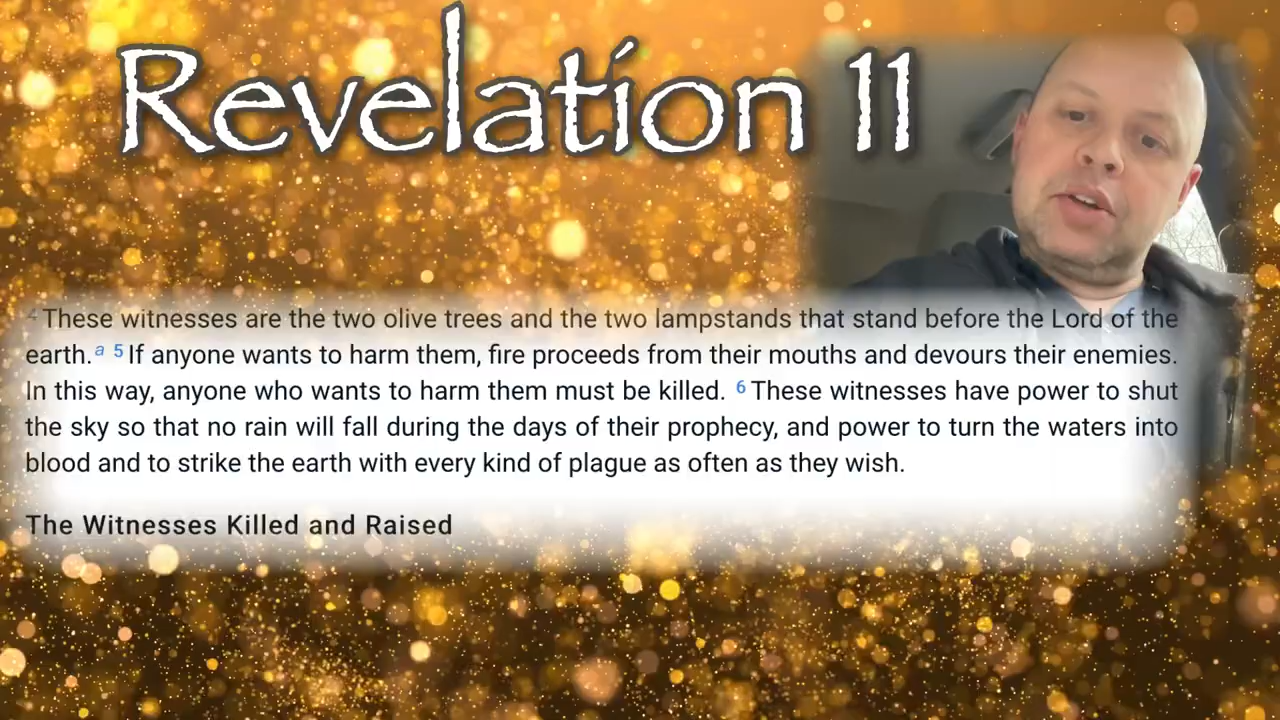 Revelation 11
4 These witnesses are the two olive trees and the two lampstands that stand before the Lord of the
earth.a 5 If anyone wants to harm them, fire proceeds from their mouths and devours their enemies.
In this way, anyone who wants to harm them must be killed. 6 These witnesses have power to shut
the sky so that no rain will fall during the days of their prophecy, and power to turn the waters into
blood and to strike the earth with every kind of plague as often as they wish.
The Witnesses Killed and Raised